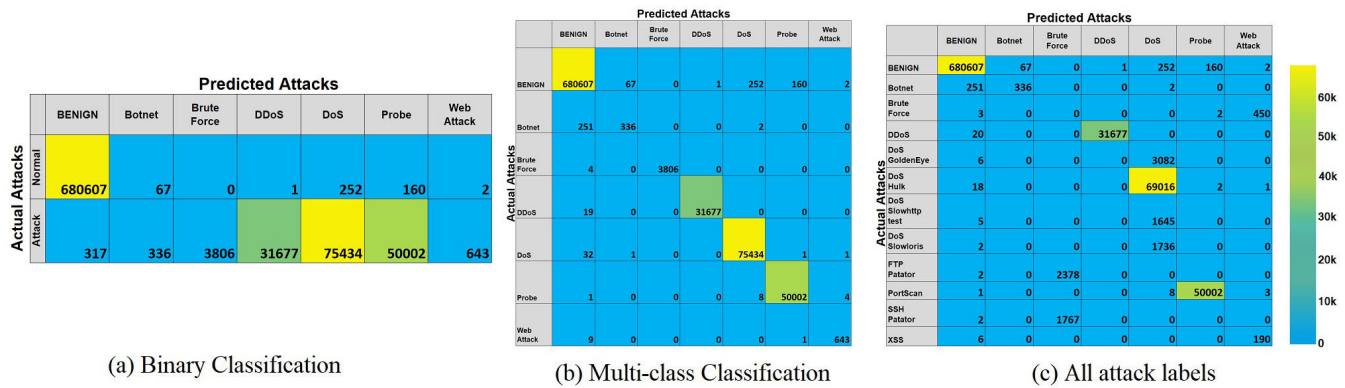 Predicted Attacks
BENIGN Botnet Brute Force DDoS DoS Probe Web Attack
Actual Attacks
Normal 680607 67 0 1 252 160 2
Attack 317 336 3806 31677 75434 50002 643
(a) Binary Classification
Predicted Attacks
BENIGN Botnet Brute Force DDoS DoS Probe Web Attack
Actual Attacks
BENIGN 680607 67 0 1 252 160 2
Botnet 251 336 0 0 2 0 0
Brute Force 4 0 3806 0 0 0 0
DDoS 19 0 0 31677 0 0 0
DoS 32 1 0 0 75434 1 1
Probe 1 0 0 0 8 50002 4
Web Attack 9 0 0 0 0 1 643
(b) Multi-class Classification
Predicted Attacks
BENIGN Botnet Brute Force DDoS DoS Probe Web Attack
Actual Attacks
BENIGN 680607 67 0 1 252 160 2
Botnet 251 336 0 0 2 0 0
Brute Force 3 0 0 0 0 2 450
DDoS 20 0 0 31677 0 0 0
DoS GoldenEye 6 0 0 0 3082 0 0
DoS Hulk 18 0 0 0 69016 2 1
DoS Slowhttp test 5 0 0 0 1645 0 0
DoS Slowloris 2 0 0 0 1736 0 0
FTP Patator 2 0 2378 0 0 0 0
PortScan 1 0 0 0 8 50002 3
SSH Patator 2 0 1767 0 0 0 0
XSS 6 0 0 0 0 0 190
60k
50k
40k
30k
20k
10k
0
(c) All attack labels